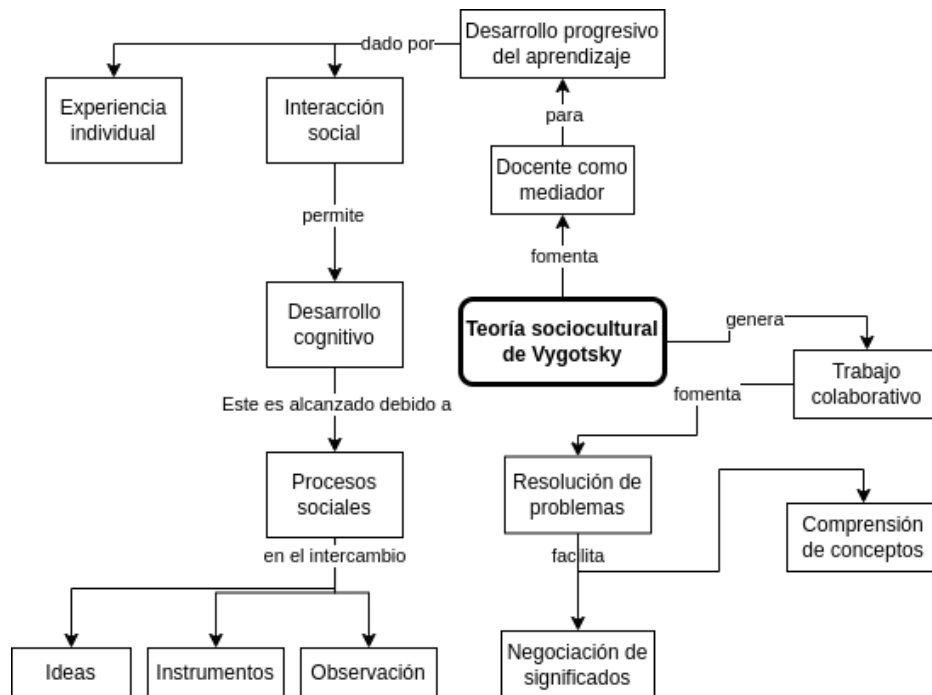 Desarrollo progresivo
del aprendizaje
dado por
Experiencia
individual
Interacción
social
para
Docente como
mediador
permite
fomenta
Desarrollo
cognitivo
Teoría sociocultural
de Vygotsky
genera
Trabajo
colaborativo
fomenta
Este es alcanzado debido a
Procesos
sociales
Resolución de
problemas
Comprensión
de conceptos
en el intercambio
facilita
Ideas
Instrumentos
Observación
Negociación de
significados